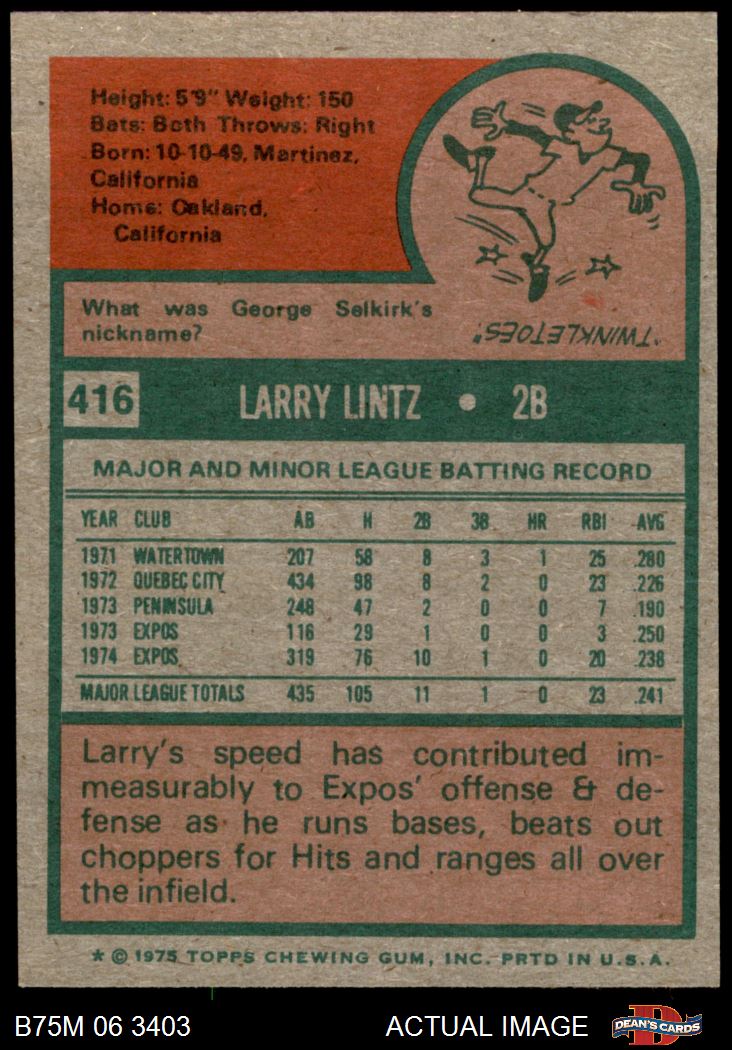 Height: 5'9" Weight: 150
Bats: Both Throws: Right
Born: 10-10-49, Martinez,
California
Home: Oakland,
California
What was George Selkirk's
nickname?
"TWINKLETOES".
416 LARRY LINTZ • 2B
MAJOR AND MINOR LEAGUE BATTING RECORD
YEAR CLUB AB H 2B 3B HR RBI AVG
1971 WATERTOWN 207 58 8 3 1 25 .280
1972 QUEBEC CITY 434 98 8 2 0 23 .226
1973 PENINSULA 248 47 2 0 0 7 .190
1973 EXPOS 116 29 1 0 0 3 .250
1974 EXPOS 319 76 10 1 0 20 .238
MAJOR LEAGUE TOTALS 435 105 11 1 0 23 .241
Larry's speed has contributed im-
measurably to Expos' offense & de-
fense as he runs bases, beats out
choppers for Hits and ranges all over
the infield.
* © 1975 TOPPS CHEWING GUM, INC. PRTD IN U.S.A.
B75M 06 3403 ACTUAL IMAGE D DEAN'S CARDS